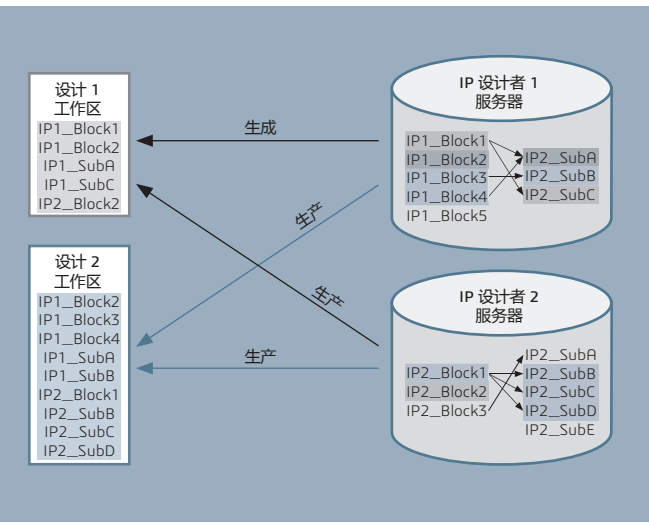 设计 1
工作区
IP1_Block1
IP1_Block2
IP1_SubA
IP1_SubC
IP2_Block2
设计 2
工作区
IP1_Block2
IP1_Block3
IP1_Block4
IP1_SubA
IP1_SubB
IP2_Block1
IP2_SubB
IP2_SubC
IP2_SubD
生成
生产
生产
生产
IP 设计者 1
服务器
IP1_Block1
IP1_Block2
IP1_Block3
IP1_Block4
IP1_Block5
IP2_SubA
IP2_SubB
IP2_SubC
IP 设计者 2
服务器
IP2_Block1
IP2_Block2
IP2_Block3
IP2_SubA
IP2_SubB
IP2_SubC
IP2_SubD
IP2_SubE